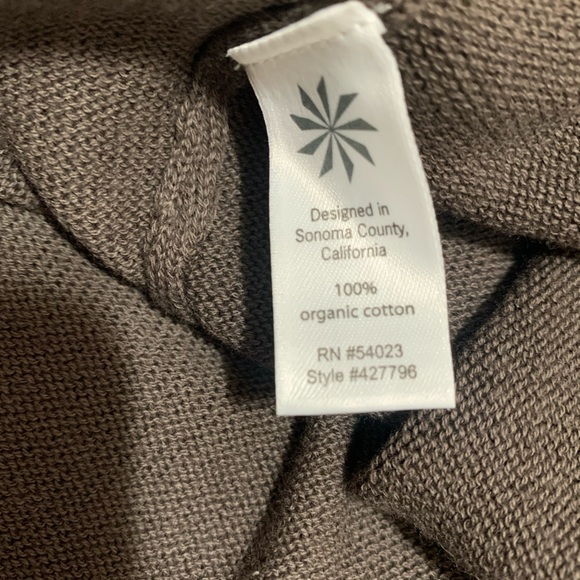 Designed in
Sonoma County,
California
100%
organic cotton
RN #54023
Style #427796